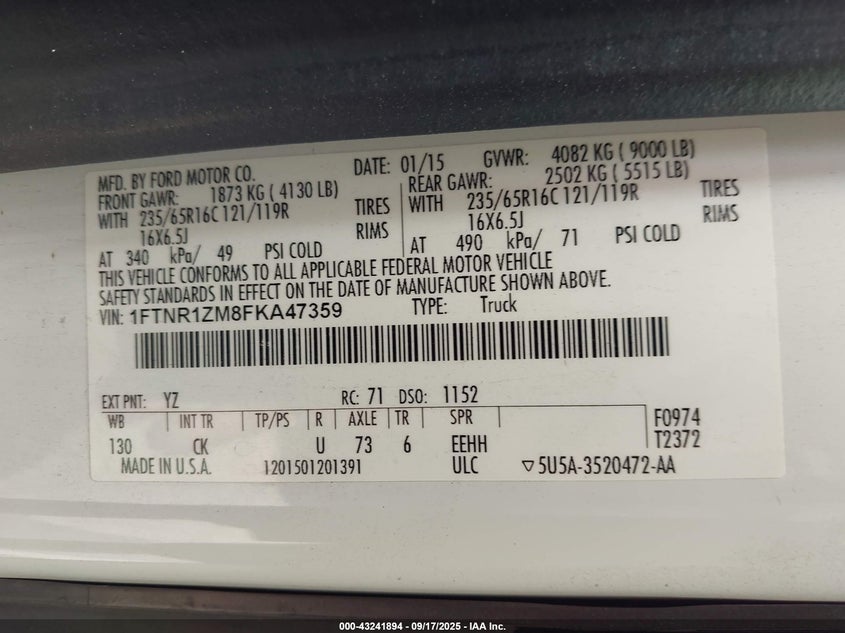 MFD. BY FORD MOTOR CO. DATE: 01/15 GVWR: 4082 KG ( 9000 LB)
FRONT GAWR: 1873 KG ( 4130 LB) REAR GAWR: 2502 KG ( 5515 LB)
WITH 235/65R16C 121/119R TIRES WITH 235/65R16C 121/119R TIRES
16X6.5J RIMS 16X6.5J RIMS
AT 340 kPa/ 49 PSI COLD AT 490 kPa/ 71 PSI COLD
THIS VEHICLE CONFORMS TO ALL APPLICABLE FEDERAL MOTOR VEHICLE
SAFETY STANDARDS IN EFFECT ON THE DATE OF MANUFACTURE SHOWN ABOVE.
VIN: 1FTNR1ZM8FKA47359 TYPE: Truck
EXT PNT: YZ RC: 71 DSO: 1152
WB INT TR TP/PS R AXLE TR SPR F0974
130 CK U 73 6 EEHH T2372
MADE IN U.S.A. 1201501201391 ULC ▽5U5A-3520472-AA
000-43241894 - 09/17/2025 - IAA Inc.